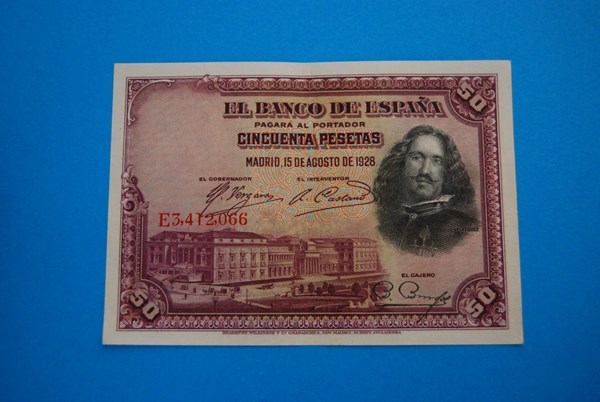 50
EL BANCO DE ESPAÑA
PAGARÁ AL PORTADOR
CINCUENTA PESETAS
MADRID, 15 DE AGOSTO DE 1928
EL GOBERNADOR
EL INTERVENTOR
E3,412,066
EL CAJERO
50
50